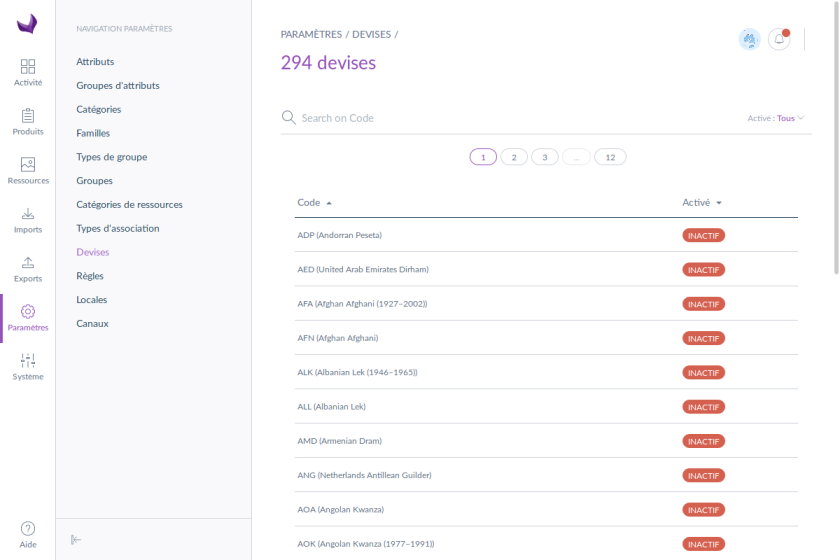 Activité
Produits
Ressources
Imports
Exports
Paramètres
Système
Aide
NAVIGATION PARAMÈTRES
Attributs
Groupes d'attributs
Catégories
Familles
Types de groupe
Groupes
Catégories de ressources
Types d'association
Devises
Règles
Locales
Canaux
PARAMÈTRES / DEVISES /
294 devises
Search on Code
Activé : Tous
1 2 3 ... 12
Code Activé
ADP (Andorran Peseta) INACTIF
AED (United Arab Emirates Dirham) INACTIF
AFA (Afghan Afghani (1927–2002)) INACTIF
AFN (Afghan Afghani) INACTIF
ALK (Albanian Lek (1946–1965)) INACTIF
ALL (Albanian Lek) INACTIF
AMD (Armenian Dram) INACTIF
ANG (Netherlands Antillean Guilder) INACTIF
AOA (Angolan Kwanza) INACTIF
AOK (Angolan Kwanza (1977–1991)) INACTIF